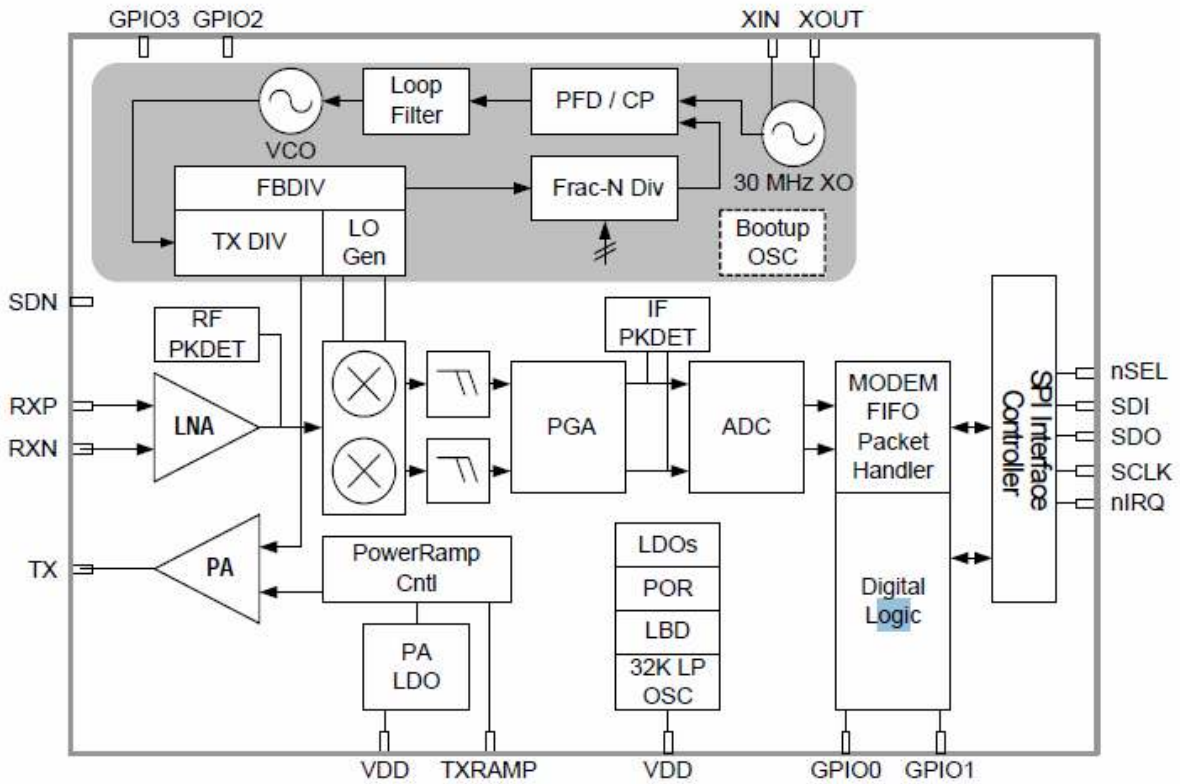 GPIO3 GPIO2
XIN XOUT
Loop
Filter
PFD / CP
VCO
30 MHz XO
FBDIV
Frac-N Div
TX DIV
LO
Gen
Bootup
OSC
SDN
RF
PKDET
IF
PKDET
RXP
RXN
LNA
PGA
ADC
MODEM
FIFO
Packet
Handler
SPI Interface
Controller
nSEL
SDI
SDO
SCLK
nIRQ
TX
PA
PowerRamp
Cntl
PA
LDO
LDOs
POR
LBD
32K LP
OSC
Digital
Logic
VDD
TXRAMP
VDD
GPIO0
GPIO1